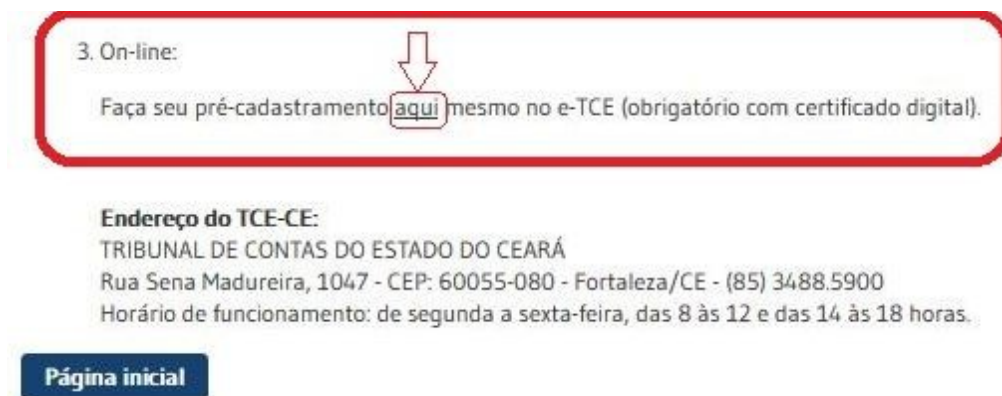 3. On-line:
Faça seu pré-cadastramento aqui mesmo no e-TCE (obrigatório com certificado digital).
Endereço do TCE-CE:
TRIBUNAL DE CONTAS DO ESTADO DO CEARÁ
Rua Sena Madureira, 1047 - CEP: 60055-080 - Fortaleza/CE - (85) 3488.5900
Horário de funcionamento: de segunda a sexta-feira, das 8 às 12 e das 14 às 18 horas.
Página inicial